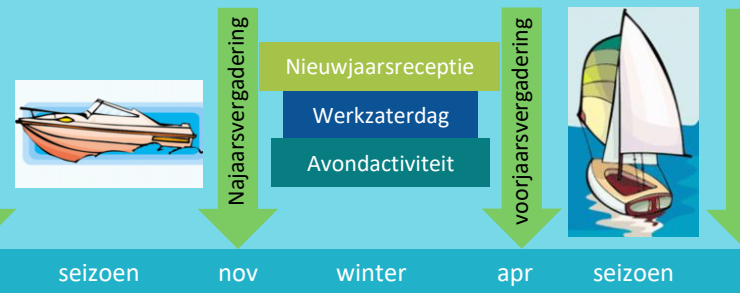 Najaarsvergadering
Nieuwjaarsreceptie
Werkzaterdag
Avondactiviteit
voorjaarsvergadering
seizoen nov winter apr seizoen